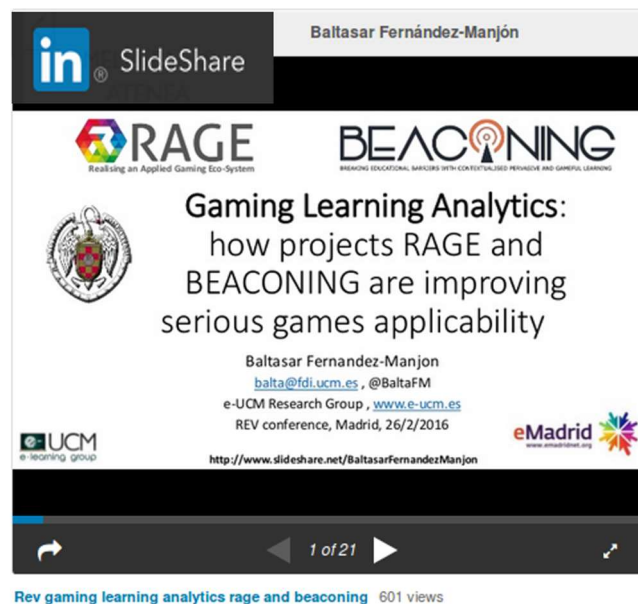 Baltasar Fernández-Manjón
in® SlideShare
RAGE
Realising an Applied Gaming Eco-System
BEACONING
BREAKING EDUCATIONAL BARRIERS WITH CONTEXTUALISED PERVASIVE AND GAMEFUL LEARNING
Gaming Learning Analytics:
how projects RAGE and
BEACONING are improving
serious games applicability
Baltasar Fernandez-Manjon
balta@fdi.ucm.es , @BaltaFM
e-UCM Research Group , www.e-ucm.es
REV conference, Madrid, 26/2/2016
e-UCM
e-learning group
eMadrid
www.emadridnet.org
http://www.slideshare.net/BaltasarFernandezManjon
1 of 21
Rev gaming learning analytics rage and beaconing 601 views